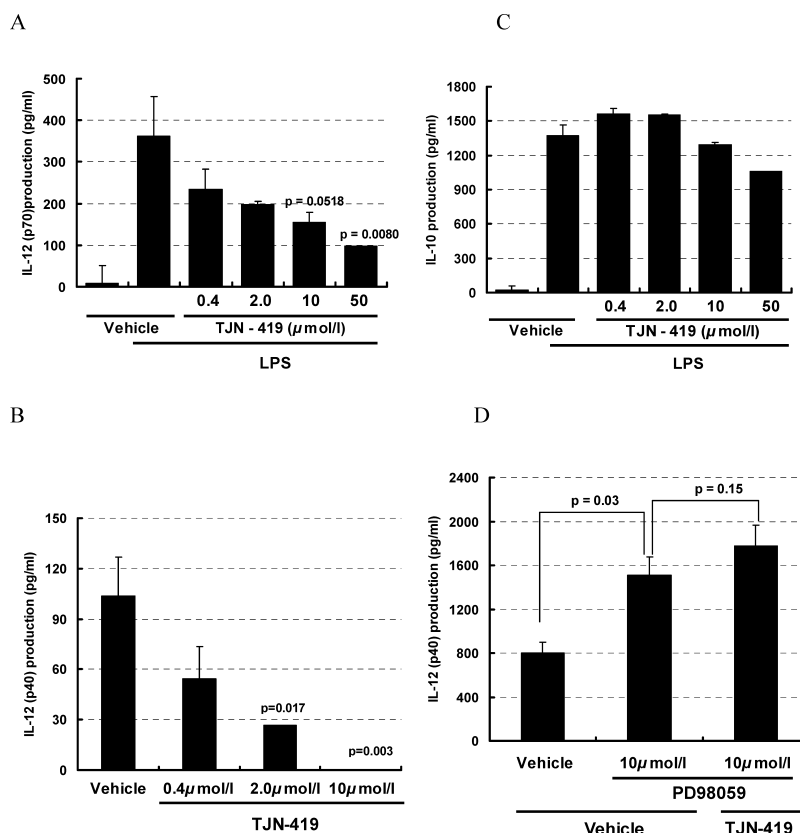 A
IL-12 (p70)production (pg/ml)
500
400
300
200
100
0
p = 0.0518
p = 0.0080
0.4 2.0 10 50
Vehicle TJN - 419 (μmol/l)
LPS
C
IL-10 production (pg/ml)
1800
1500
1200
900
600
300
0
0.4 2.0 10 50
Vehicle TJN - 419 (μmol/l)
LPS
B
IL-12 (p40) production (pg/ml)
150
120
90
60
30
0
p=0.017
p=0.003
Vehicle 0.4μmol/l 2.0μmol/l 10μmol/l
TJN-419
D
IL-12 (p40) production (pg/ml)
2400
2000
1600
1200
800
400
0
p = 0.03
p = 0.15
Vehicle 10μmol/l 10μmol/l
PD98059
Vehicle TJN-419